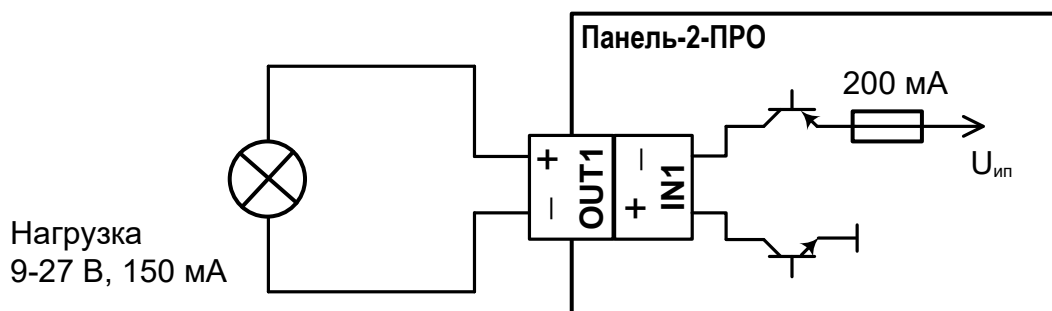 Панель-2-ПРО
200 мА
Uип
+ − OUT1
− + IN1
Нагрузка
9-27 В, 150 мА